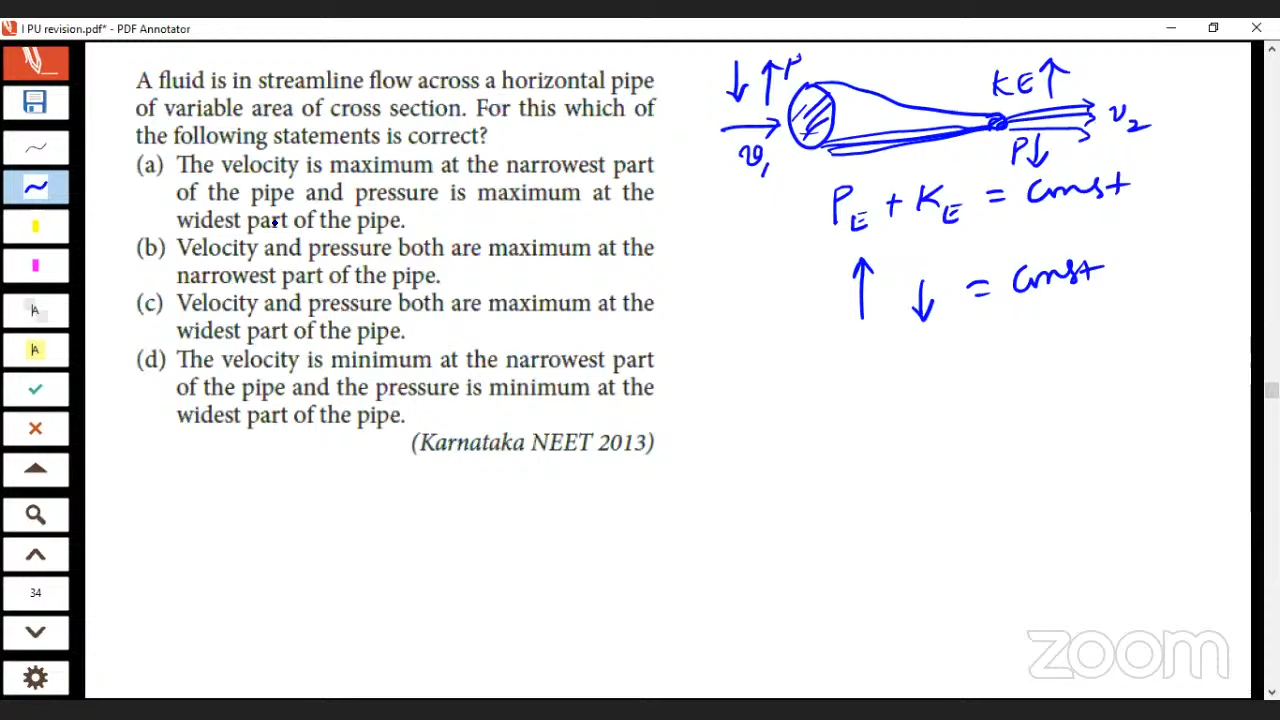 I PU revision.pdf* - PDF Annotator
A fluid is in streamline flow across a horizontal pipe
of variable area of cross section. For this which of
the following statements is correct?
(a) The velocity is maximum at the narrowest part
of the pipe and pressure is maximum at the
widest part of the pipe.
(b) Velocity and pressure both are maximum at the
narrowest part of the pipe.
(c) Velocity and pressure both are maximum at the
widest part of the pipe.
(d) The velocity is minimum at the narrowest part
of the pipe and the pressure is minimum at the
widest part of the pipe.
(Karnataka NEET 2013)
↓ ↑ P
KE ↑
v₁
v₂
P↓
P_E + K_E = Const
↑ ↓ = Const
A
A
34
zoom